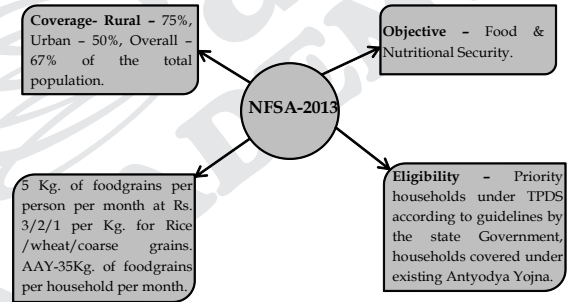 Coverage- Rural – 75%,
Urban – 50%, Overall –
67% of the total
population.
Objective – Food &
Nutritional Security.
NFSA-2013
5 Kg. of foodgrains per
person per month at Rs.
3/2/1 per Kg. for Rice
/wheat/coarse grains.
AAY-35Kg. of foodgrains
per household per month.
Eligibility – Priority
households under TPDS
according to guidelines by
the state Government,
households covered under
existing Antyodya Yojna.